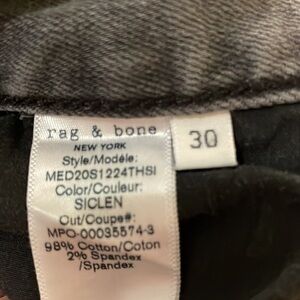 rag & bone
NEW YORK
30
Style/Modèle:
MED20S1224THSI
Color/Couleur:
SICLEN
Cut/Coupe#:
MPO-00035574-3
98% Cotton/Coton
2% Spandex
/Spandex